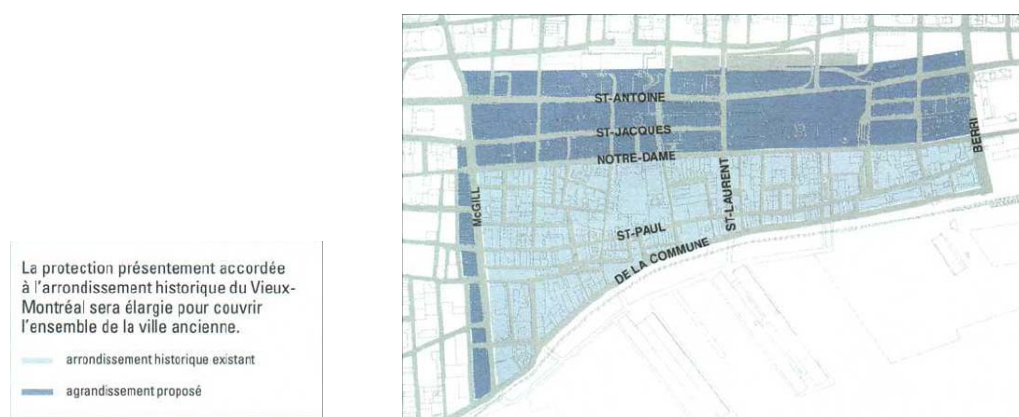 ST-ANTOINE
ST-JACQUES
NOTRE-DAME
BERRI
McGILL
ST-LAURENT
ST-PAUL
DE LA COMMUNE
La protection présentement accordée
à l'arrondissement historique du Vieux-
Montréal sera élargie pour couvrir
l'ensemble de la ville ancienne.
arrondissement historique existant
agrandissement proposé